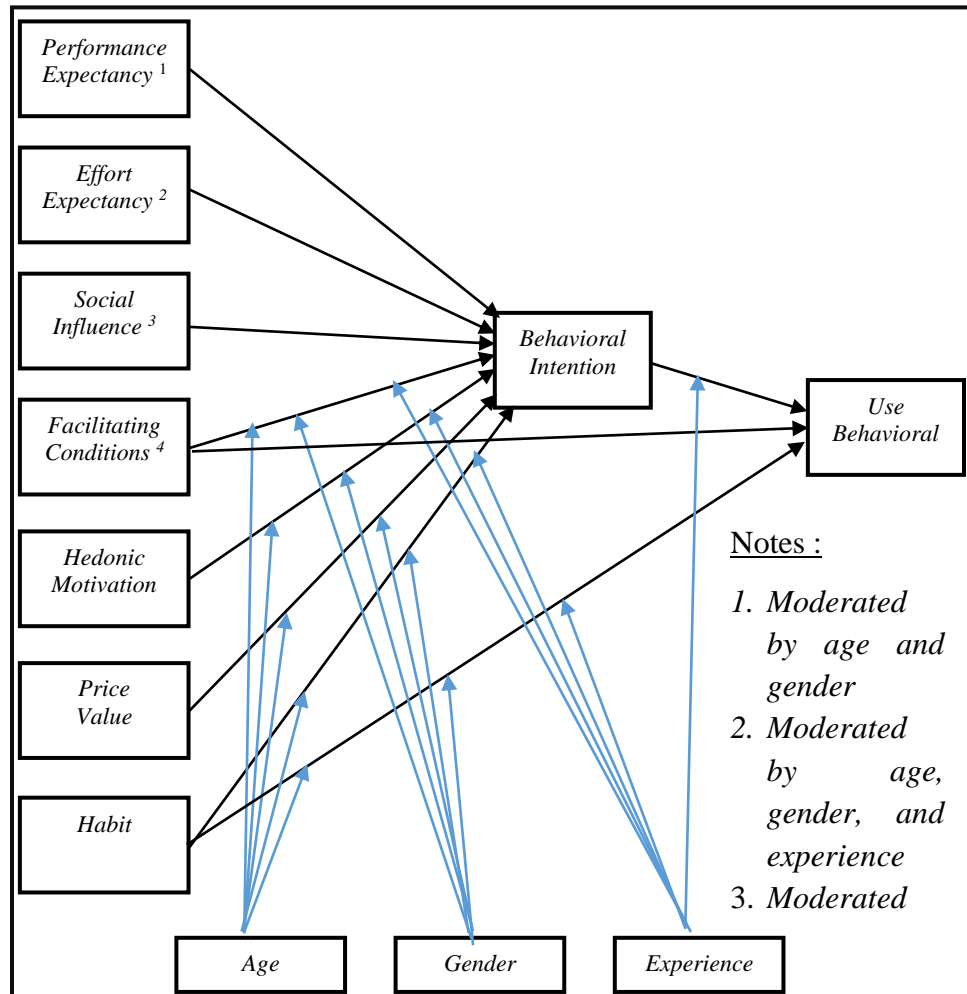 Performance
Expectancy 1
Effort
Expectancy 2
Social
Influence 3
Facilitating
Conditions 4
Hedonic
Motivation
Price
Value
Habit
Behavioral
Intention
Use
Behavioral
Notes :
1. Moderated
by age and
gender
2. Moderated
by age,
gender, and
experience
3. Moderated
Age
Gender
Experience